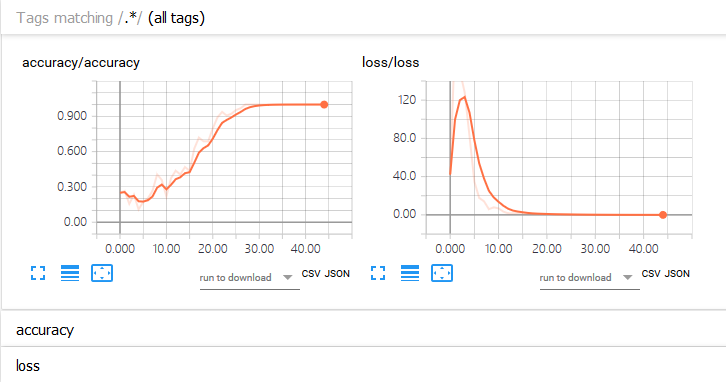 Tags matching /.*/ (all tags)
accuracy/accuracy
0.900
0.600
0.300
0.00
0.000 10.00 20.00 30.00 40.00
run to download CSV JSON
loss/loss
120
80.0
40.0
0.00
0.000 10.00 20.00 30.00 40.00
run to download CSV JSON
accuracy
loss